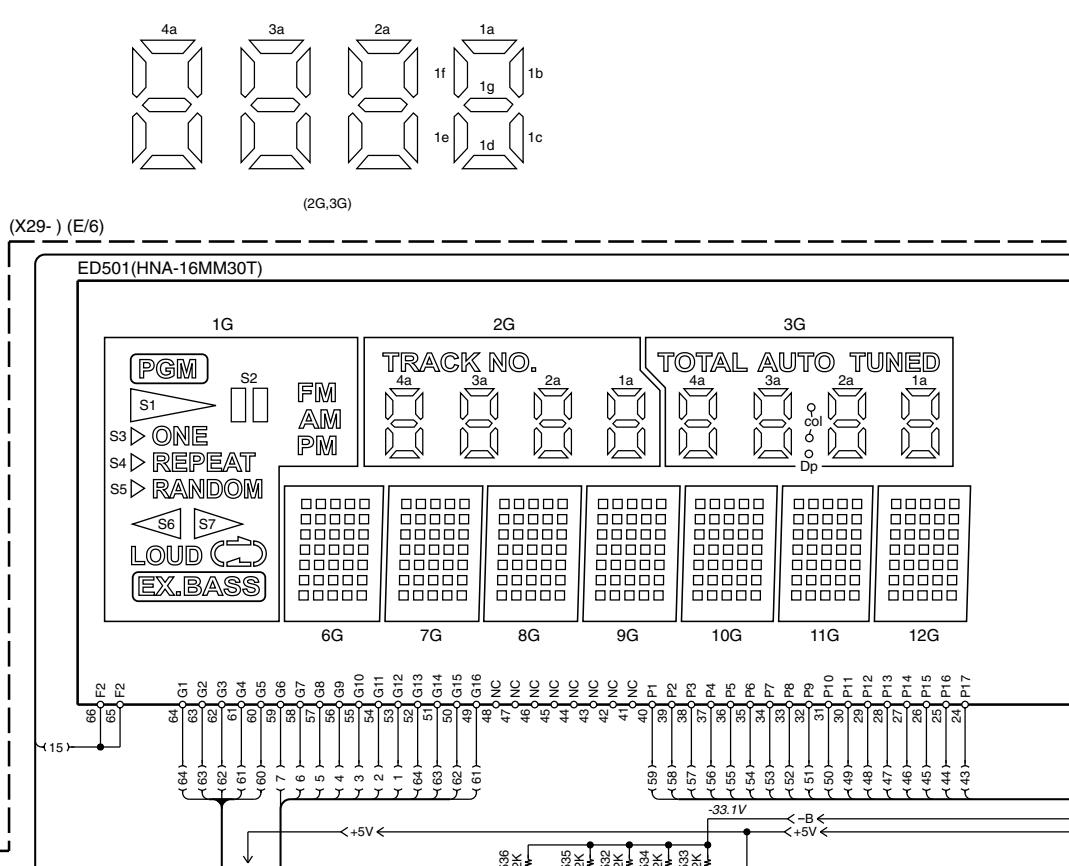 4a 3a 2a 1a
1f 1b
1g
1e 1d 1c
(2G,3G)
(X29- ) (E/6)
ED501(HNA-16MM30T)
1G 2G 3G
PGM
TRACK NO.
TOTAL AUTO TUNED
S2
4a 3a 2a 1a 4a 3a 2a 1a
S1
FM
AM
PM
col
Dp
S3 ONE
S4 REPEAT
S5 RANDOM
S6 S7
LOUD
EX.BASS
6G 7G 8G 9G 10G 11G 12G
F2 F2 G1 G2 G3 G4 G5 G6 G7 G8 G9 G10 G11 G12 G13 G14 G15 G16 NC NC NC NC NC NC NC NC P1 P2 P3 P4 P5 P6 P7 P8 P9 P10 P11 P12 P13 P14 P15 P16 P17
66 65 64 63 62 61 60 59 58 57 56 55 54 53 52 51 50 49 48 47 46 45 44 43 42 41 40 39 38 37 36 35 34 33 32 31 30 29 28 27 26 25 24
15
64 63 62 61 60 7 6 5 4 3 2 1 64 63 62 61 59 58 57 56 55 54 53 52 51 50 49 48 47 46 45 44 43
-33.1V
–B
+5V +5V